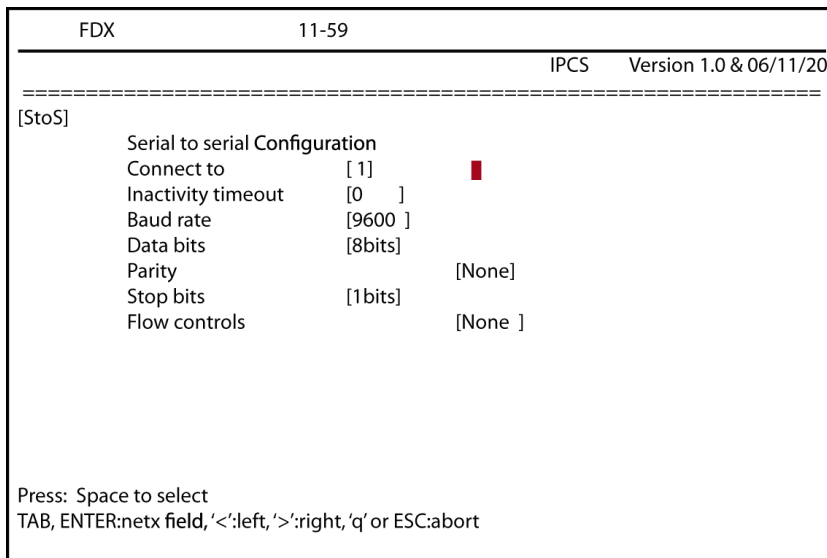 FDX 11-59
IPCS Version 1.0 & 06/11/20
===============================================================
[StoS]
Serial to serial Configuration
Connect to [ 1]
Inactivity timeout [0 ]
Baud rate [9600 ]
Data bits [8bits]
Parity [None]
Stop bits [1bits]
Flow controls [None ]
Press: Space to select
TAB, ENTER:netx field, ‘<’:left, ‘>’:right, ‘q’ or ESC:abort